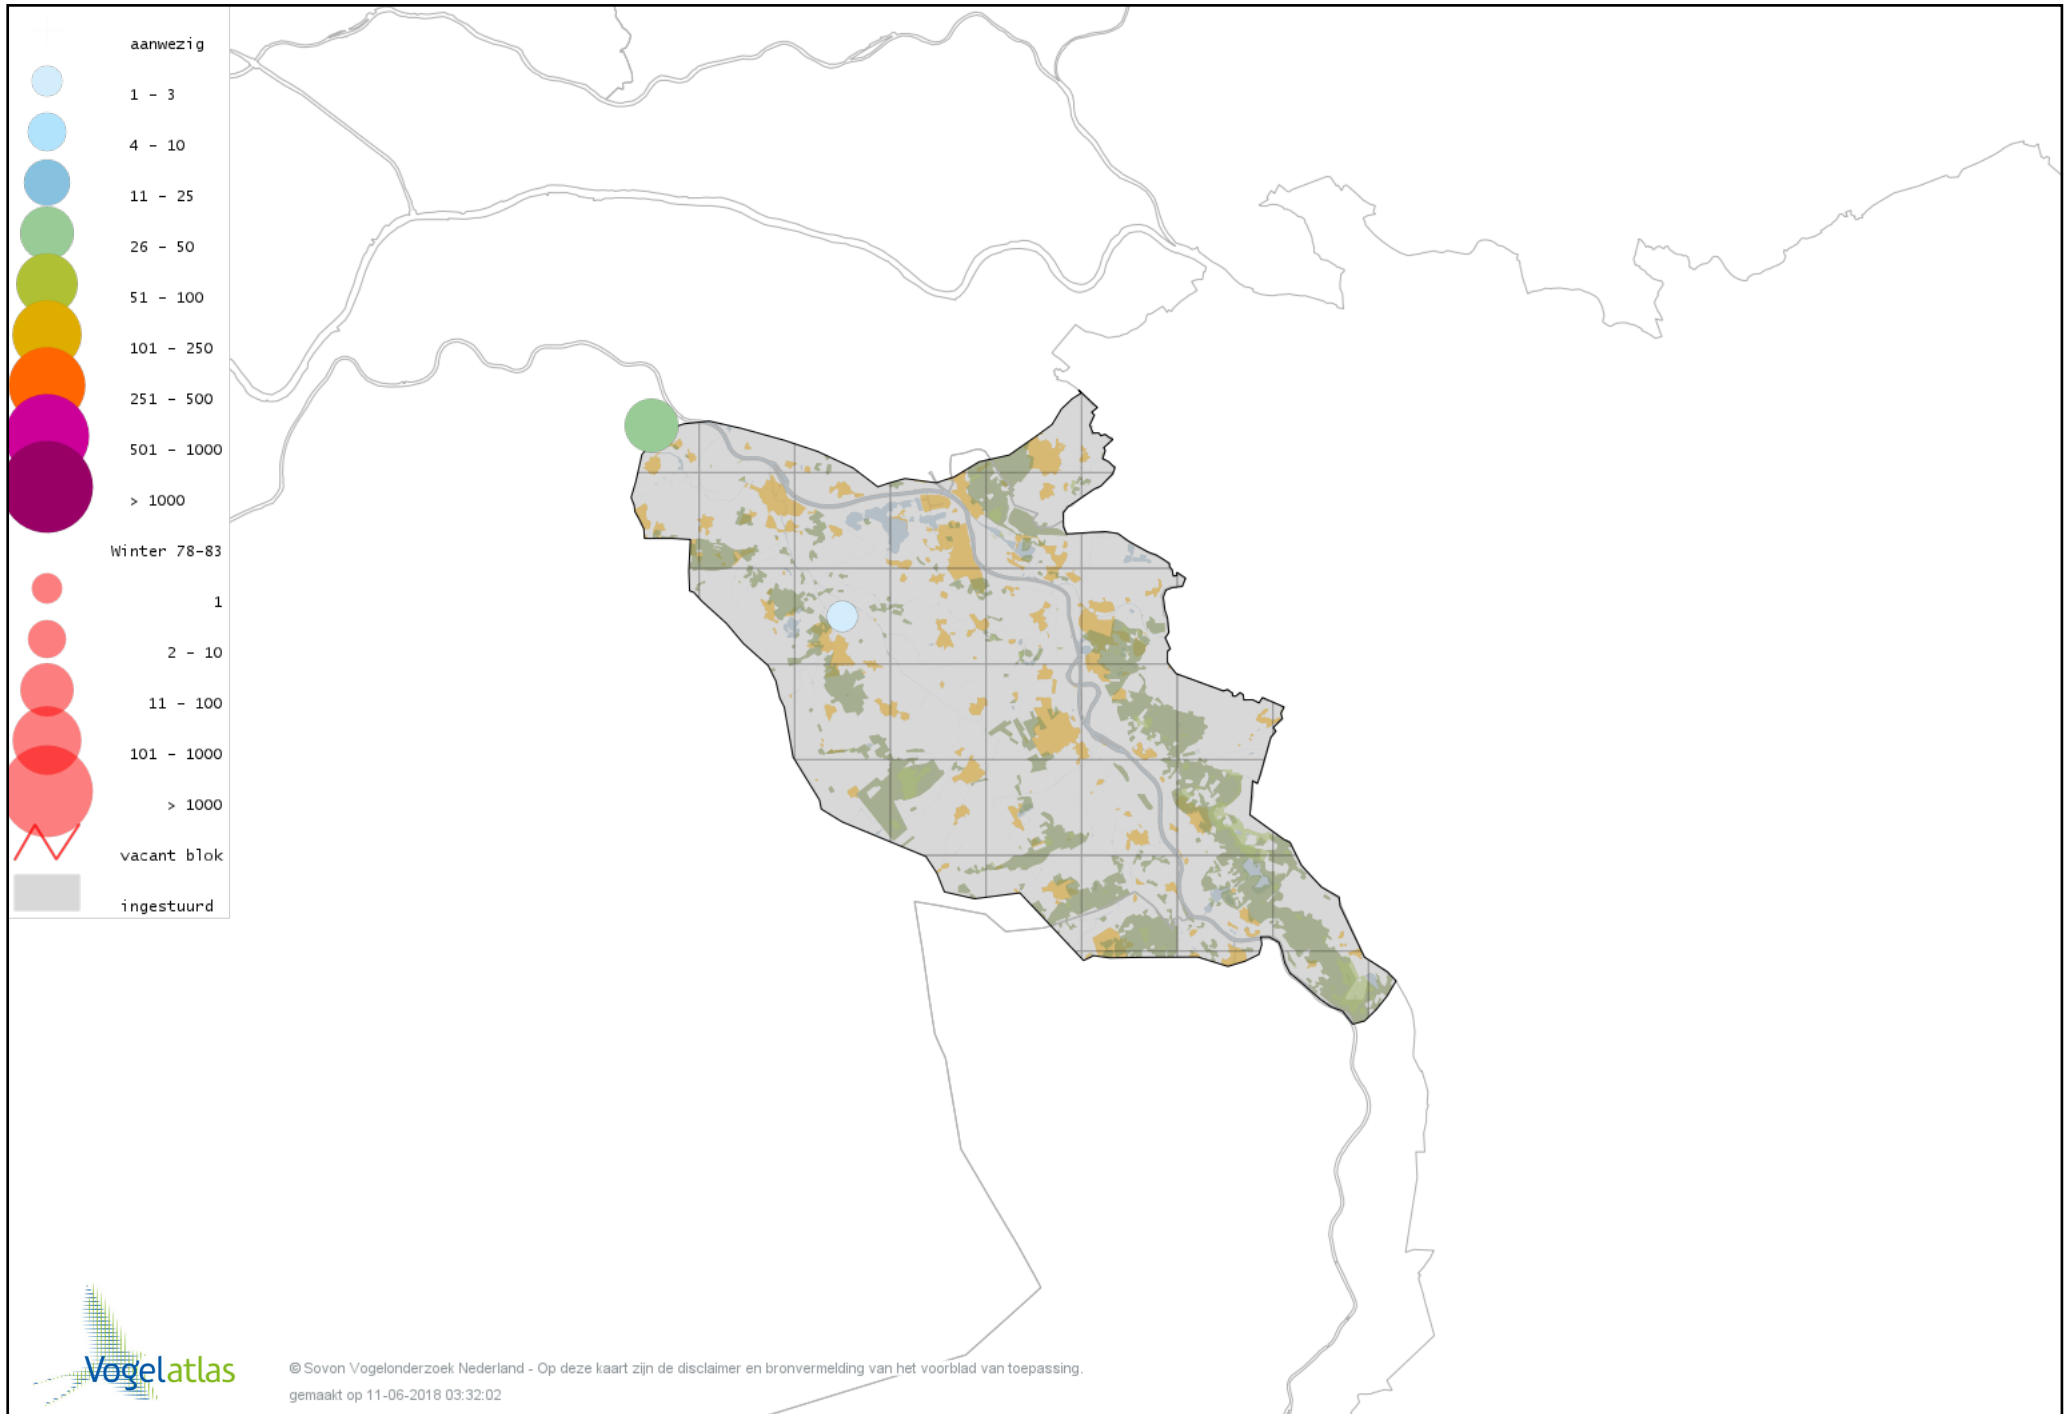 aanwezig
1 - 3
4 - 10
11 - 25
26 - 50
51 - 100
101 - 250
251 - 500
501 - 1000
> 1000
Winter 78-83
1
2 - 10
11 - 100
101 - 1000
> 1000
vacant blok
ingestuurd
Vogelatlas
© Sovon Vogelonderzoek Nederland - Op deze kaart zijn de disclaimer en bronvermelding van het voorblad van toepassing.
gemaakt op 11-06-2018 03:32:02